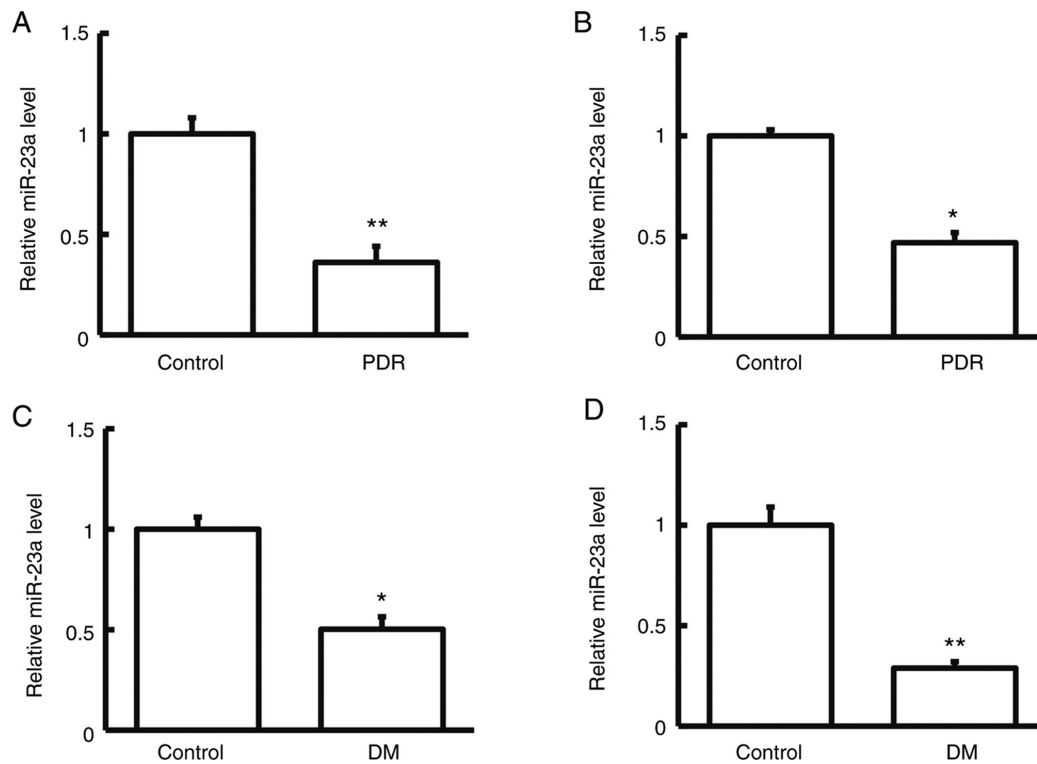 A
Relative miR-23a level
1.5
1
0.5
0
**
Control PDR
B
Relative miR-23a level
1.5
1
0.5
0
*
Control PDR
C
Relative miR-23a level
1.5
1
0.5
0
*
Control DM
D
Relative miR-23a level
1.5
1
0.5
0
**
Control DM